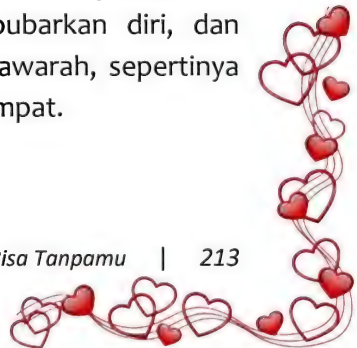 bubarkan diri, dan
awarah, sepertinya
mpat.
isa Tanpamu | 213